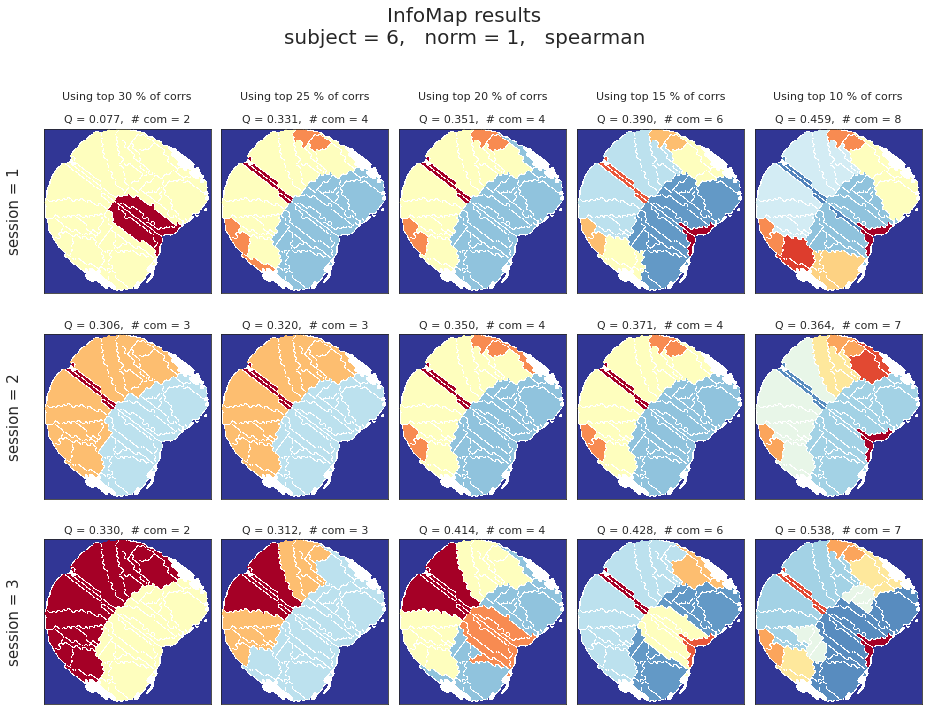 InfoMap results
subject = 6,   norm = 1,   spearman
Using top 30 % of corrs
Q = 0.077,  # com = 2
Using top 25 % of corrs
Q = 0.331,  # com = 4
Using top 20 % of corrs
Q = 0.351,  # com = 4
Using top 15 % of corrs
Q = 0.390,  # com = 6
Using top 10 % of corrs
Q = 0.459,  # com = 8
session = 1
Q = 0.306,  # com = 3
Q = 0.320,  # com = 3
Q = 0.350,  # com = 4
Q = 0.371,  # com = 4
Q = 0.364,  # com = 7
session = 2
Q = 0.330,  # com = 2
Q = 0.312,  # com = 3
Q = 0.414,  # com = 4
Q = 0.428,  # com = 6
Q = 0.538,  # com = 7
session = 3